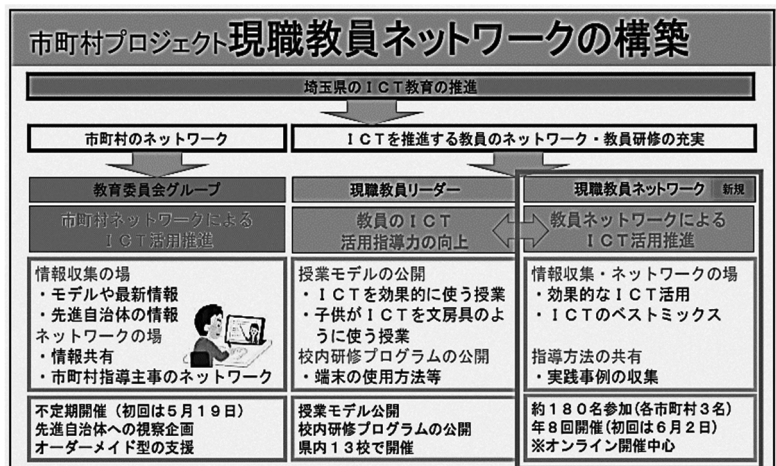 市町村プロジェクト現職教員ネットワークの構築
埼玉県のＩＣＴ教育の推進
市町村のネットワーク
ＩＣＴを推進する教員のネットワーク・教員研修の充実
教育委員会グループ
市町村ネットワークによる
ＩＣＴ活用推進
情報収集の場
・モデルや最新情報
・先進自治体の情報
ネットワークの場
・情報共有
・市町村指導主事のネットワーク
不定期開催（初回は５月１９日）
先進自治体への視察企画
オーダーメイド型の支援
現職教員リーダー
教員のＩＣＴ
活用指導力の向上
授業モデルの公開
・ＩＣＴを効果的に使う授業
・子供がＩＣＴを文房具のよ
うに使う授業
校内研修プログラムの公開
・端末の使用方法等
授業モデル公開
校内研修プログラムの公開
県内１３校で開催
現職教員ネットワーク 新規
教員ネットワークによる
ＩＣＴ活用推進
情報収集・ネットワークの場
・効果的なＩＣＴ活用
・ＩＣＴのベストミックス
指導方法の共有
・実践事例の収集
約１８０名参加(各市町村３名)
年８回開催(初回は６月２日)
※オンライン開催中心